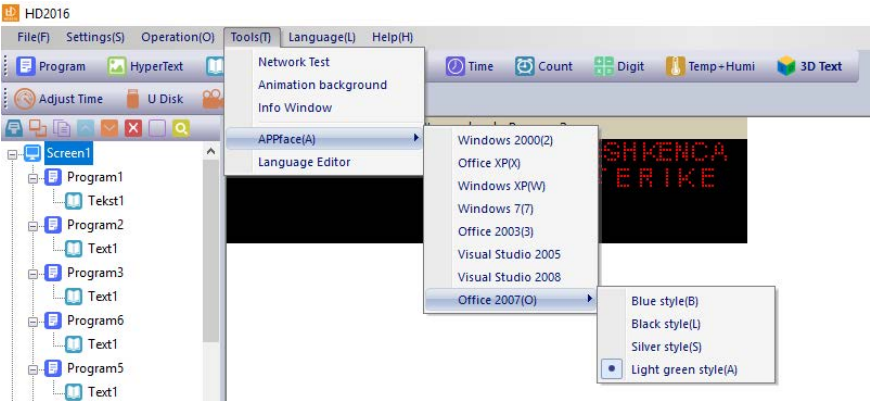 HD2016
File(F) Settings(S) Operation(O) Tools(T) Language(L) Help(H)
Program HyperText Time Count Digit Temp+Humi 3D Text
Adjust Time U Disk
Network Test
Animation background
Info Window
APPface(A)
Language Editor
Windows 2000(2)
Office XP(X)
Windows XP(W)
Windows 7(7)
Office 2003(3)
Visual Studio 2005
Visual Studio 2008
Office 2007(O)
Blue style(B)
Black style(L)
Silver style(S)
Light green style(A)
SHKENCA
TERIKE
Screen1
Program1
Tekst1
Program2
Text1
Program3
Text1
Program6
Text1
Program5
Text1